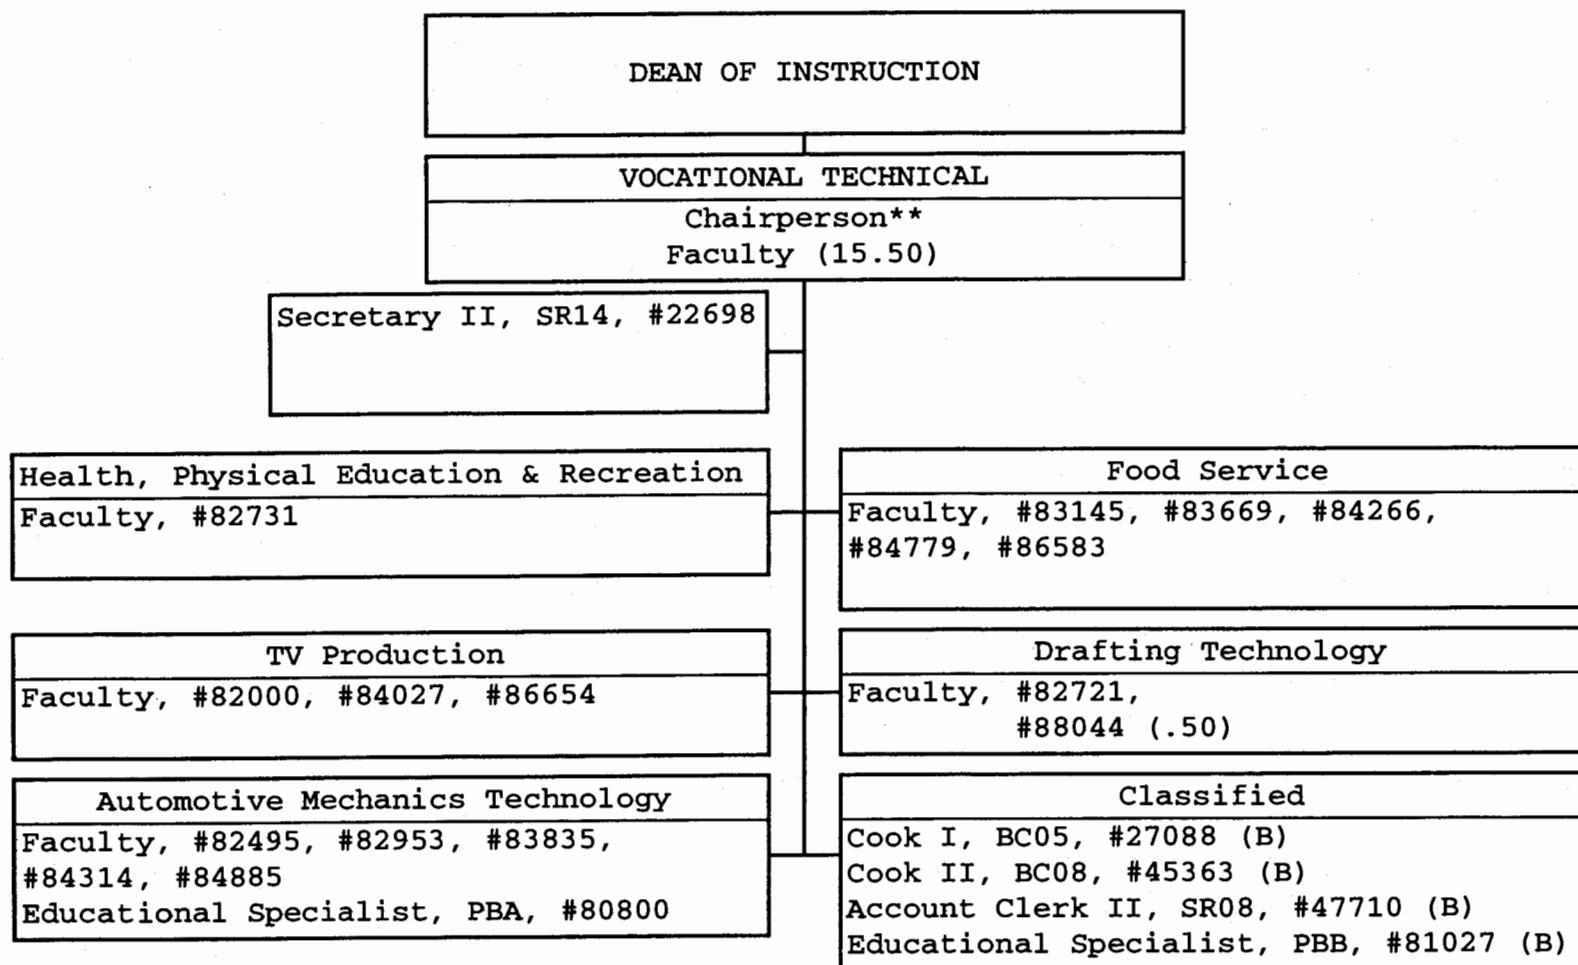 DEAN OF INSTRUCTION
VOCATIONAL TECHNICAL
Chairperson**
Faculty (15.50)
Secretary II, SR14, #22698
Health, Physical Education & Recreation
Faculty, #82731
Food Service
Faculty, #83145, #83669, #84266,
#84779, #86583
TV Production
Faculty, #82000, #84027, #86654
Drafting Technology
Faculty, #82721,
#88044 (.50)
Automotive Mechanics Technology
Faculty, #82495, #82953, #83835,
#84314, #84885
Educational Specialist, PBA, #80800
Classified
Cook I, BC05, #27088 (B)
Cook II, BC08, #45363 (B)
Account Clerk II, SR08, #47710 (B)
Educational Specialist, PBB, #81027 (B)